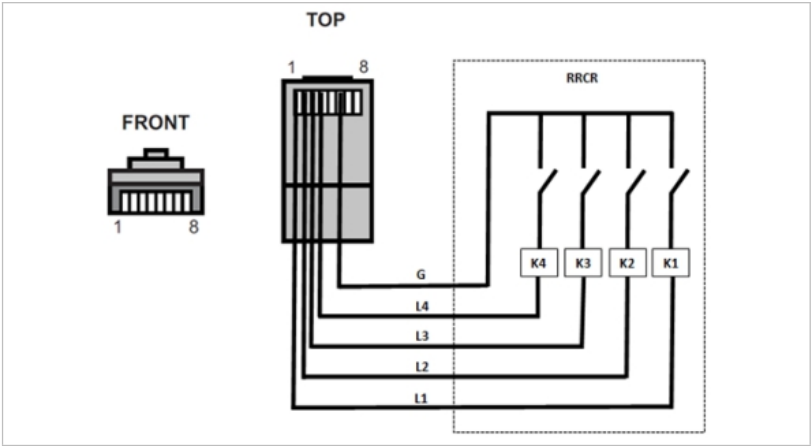 TOP
1 8
RRCR
FRONT
1 8
K4 K3 K2 K1
G
L4
L3
L2
L1